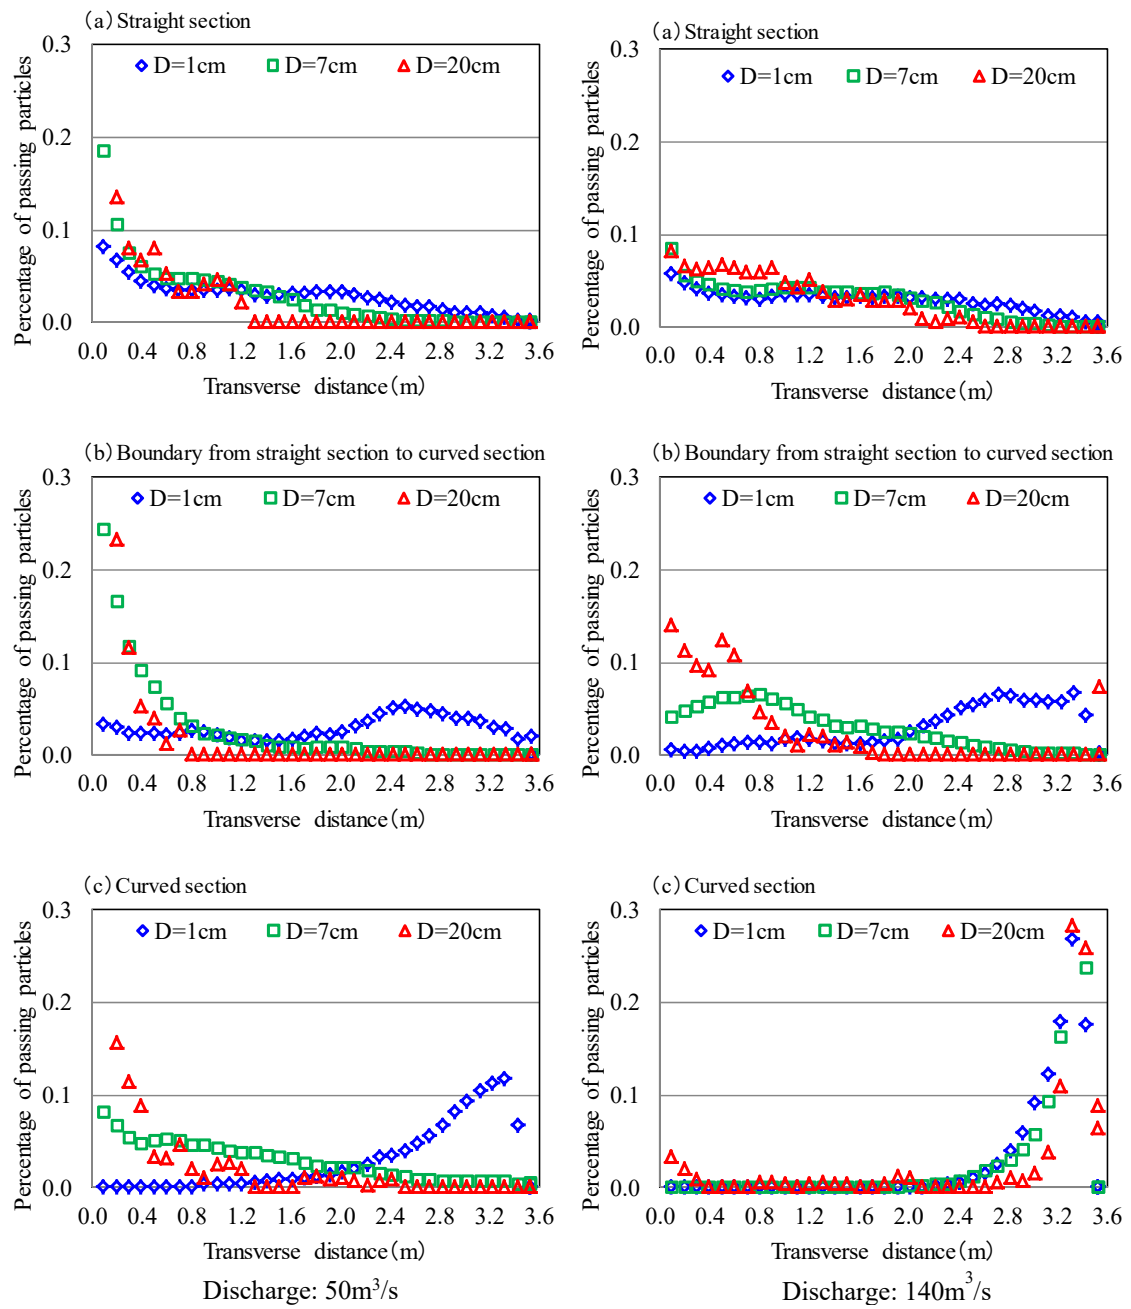 (a) Straight section
0.3
D=1cm D=7cm D=20cm
0.2
0.1
0.0
0.0 0.4 0.8 1.2 1.6 2.0 2.4 2.8 3.2 3.6
Percentage of passing particles
Transverse distance(m)
(a) Straight section
0.3
D=1cm D=7cm D=20cm
0.2
0.1
0.0
0.0 0.4 0.8 1.2 1.6 2.0 2.4 2.8 3.2 3.6
Percentage of passing particles
Transverse distance(m)
(b) Boundary from straight section to curved section
0.3
D=1cm D=7cm D=20cm
0.2
0.1
0.0
0.0 0.4 0.8 1.2 1.6 2.0 2.4 2.8 3.2 3.6
Percentage of passing particles
Transverse distance(m)
(b) Boundary from straight section to curved section
0.3
D=1cm D=7cm D=20cm
0.2
0.1
0.0
0.0 0.4 0.8 1.2 1.6 2.0 2.4 2.8 3.2 3.6
Percentage of passing particles
Transverse distance(m)
(c) Curved section
0.3
D=1cm D=7cm D=20cm
0.2
0.1
0.0
0.0 0.4 0.8 1.2 1.6 2.0 2.4 2.8 3.2 3.6
Percentage of passing particles
Transverse distance(m)
Discharge: 50m³/s
(c) Curved section
0.3
D=1cm D=7cm D=20cm
0.2
0.1
0.0
0.0 0.4 0.8 1.2 1.6 2.0 2.4 2.8 3.2 3.6
Percentage of passing particles
Transverse distance(m)
Discharge: 140m³/s